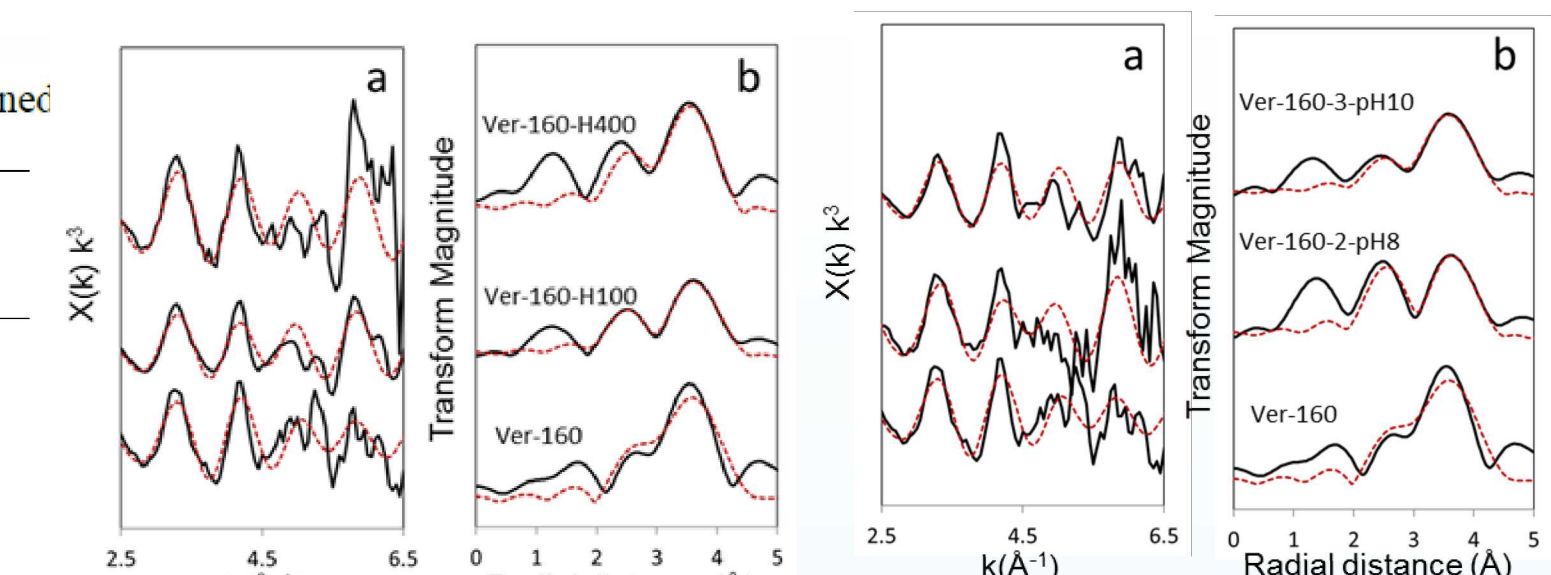 ned
a
X(k) k³
2.5
4.5
6.5
b
Transform Magnitude
Ver-160-H400
Ver-160-H100
Ver-160
0
1
2
3
4
5
a
X(k) k³
2.5
4.5
6.5
k(Å⁻¹)
b
Transform Magnitude
Ver-160-3-pH10
Ver-160-2-pH8
Ver-160
0
1
2
3
4
5
Radial distance (Å)